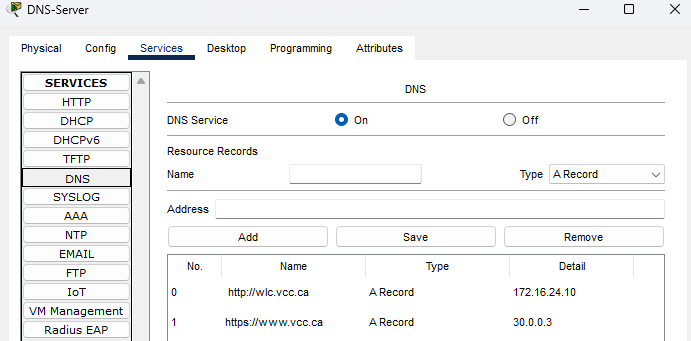 DNS-Server
Physical Config Services Desktop Programming Attributes
SERVICES
HTTP
DHCP
DHCPv6
TFTP
DNS
SYSLOG
AAA
NTP
EMAIL
FTP
IoT
VM Management
Radius EAP
DNS
DNS Service On Off
Resource Records
Name Type A Record
Address
Add Save Remove
No. Name Type Detail
0 http://wlc.vcc.ca A Record 172.16.24.10
1 https://www.vcc.ca A Record 30.0.0.3